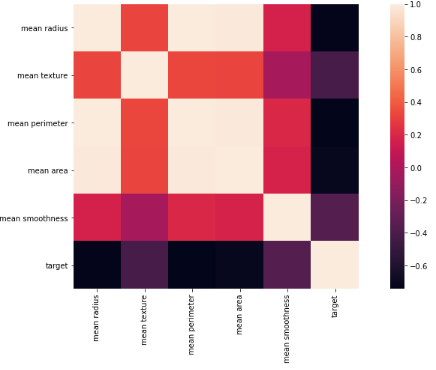 mean radius
mean texture
mean perimeter
mean area
mean smoothness
target
mean radius
mean texture
mean perimeter
mean area
mean smoothness
target
1.0
0.8
0.6
0.4
0.2
0.0
−0.2
−0.4
−0.6